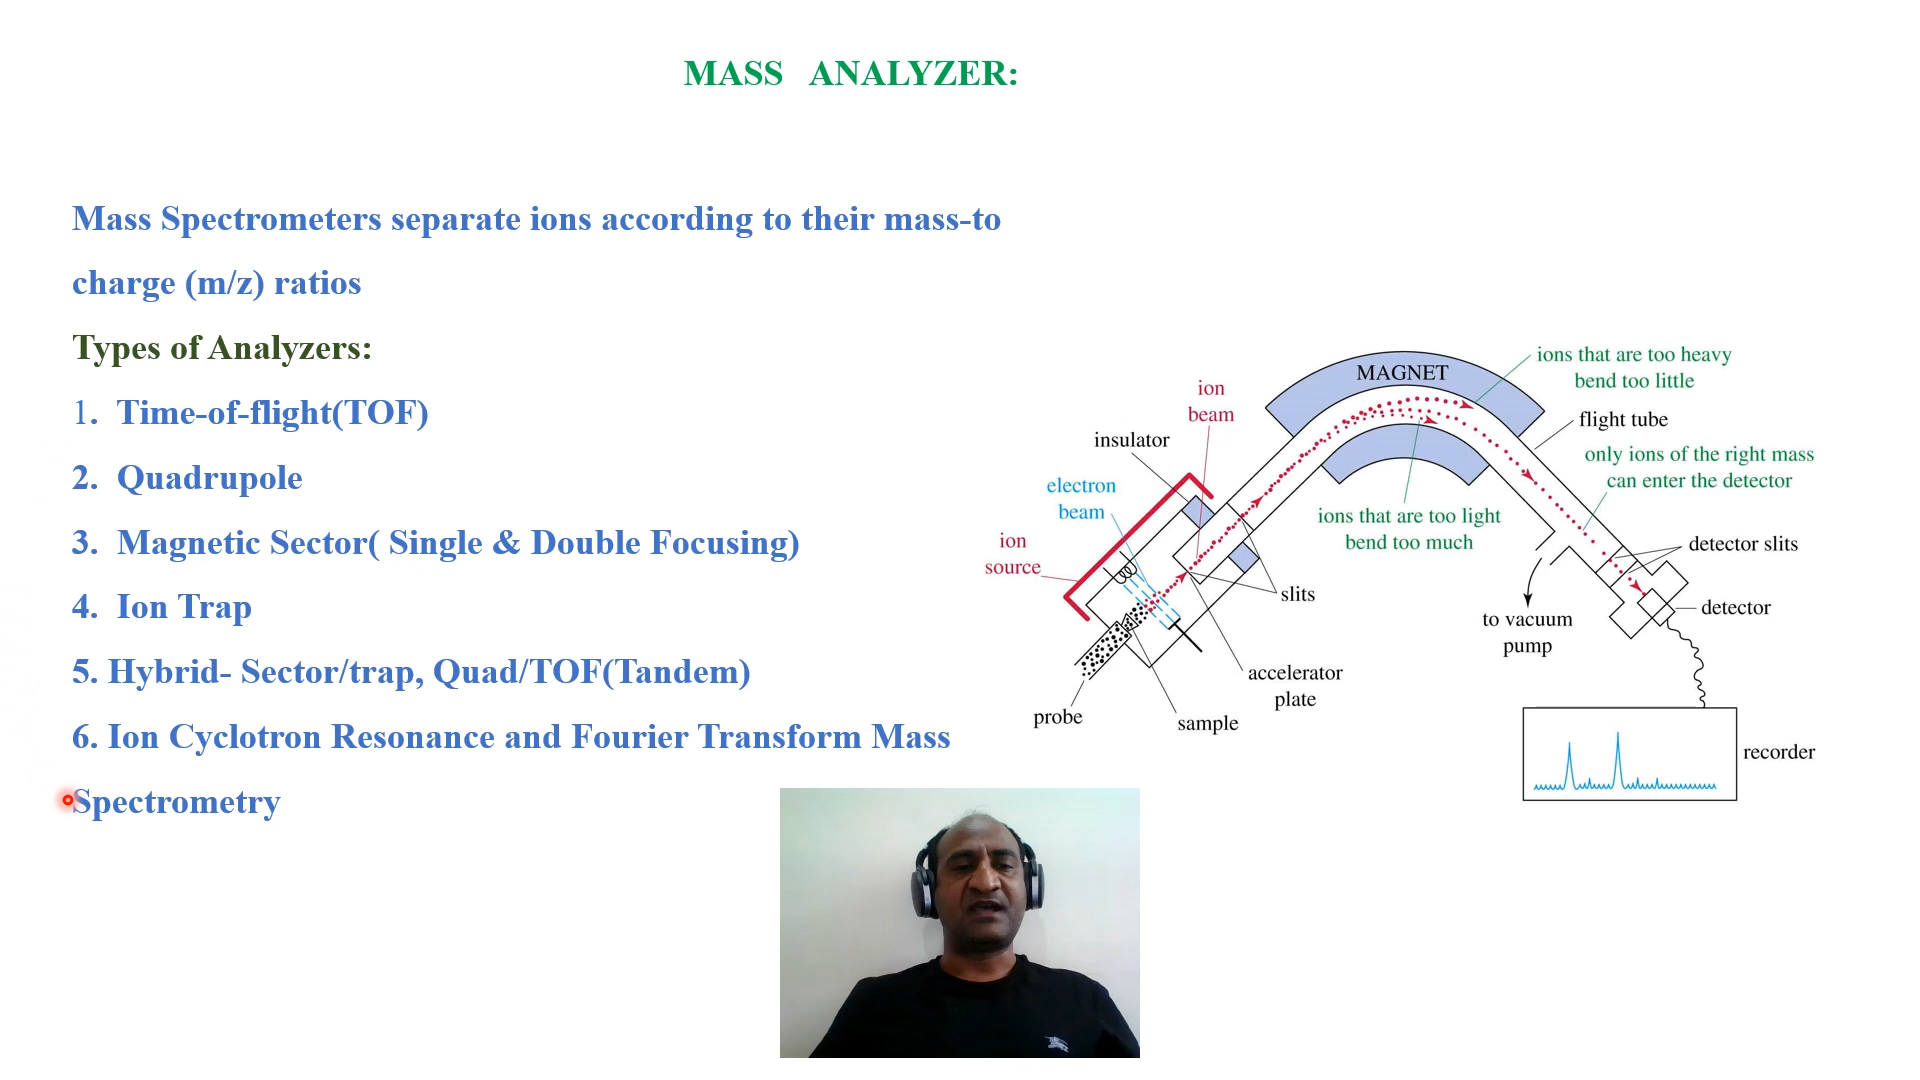 MASS ANALYZER:
Mass Spectrometers separate ions according to their mass-to
charge (m/z) ratios
Types of Analyzers:
1. Time-of-flight(TOF)
2. Quadrupole
3. Magnetic Sector( Single & Double Focusing)
4. Ion Trap
5. Hybrid- Sector/trap, Quad/TOF(Tandem)
6. Ion Cyclotron Resonance and Fourier Transform Mass
Spectrometry
MAGNET
ions that are too heavy
bend too little
flight tube
only ions of the right mass
can enter the detector
ion
beam
insulator
electron
beam
ion
source
ions that are too light
bend too much
detector slits
slits
detector
to vacuum
pump
accelerator
plate
probe
sample
recorder